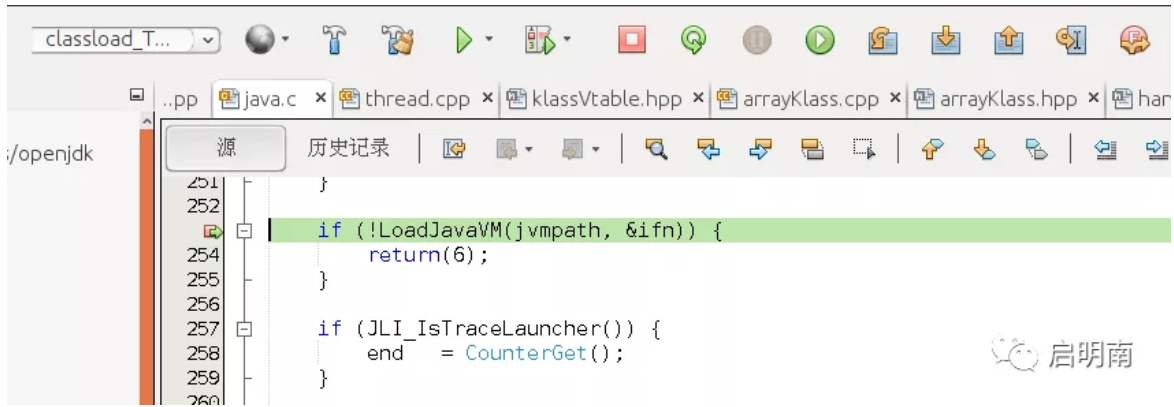 classload_T...
..pp java.c × thread.cpp × klassVtable.hpp × arrayKlass.cpp × arrayKlass.hpp × han
s/openjdk 源 历史记录
251 }
252
if (!LoadJavaVM(jvmpath, &ifn)) {
254 return(6);
255 }
256
257 if (JLI_IsTraceLauncher()) {
258 end = CounterGet();
259 }
260
启明南